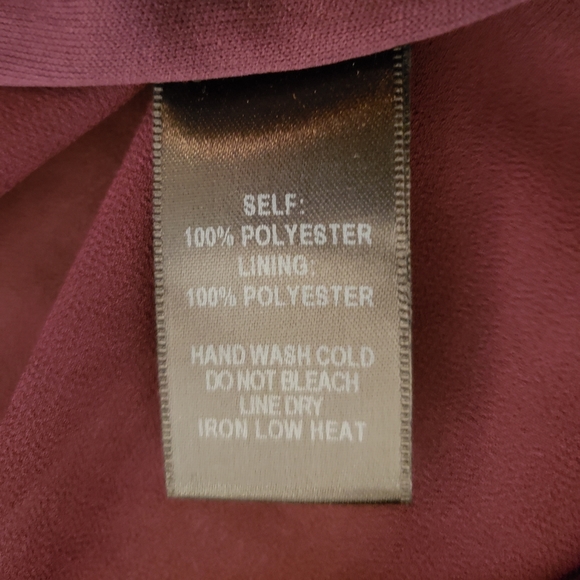 SELF:
100% POLYESTER
LINING:
100% POLYESTER
HAND WASH COLD
DO NOT BLEACH
LINE DRY
IRON LOW HEAT